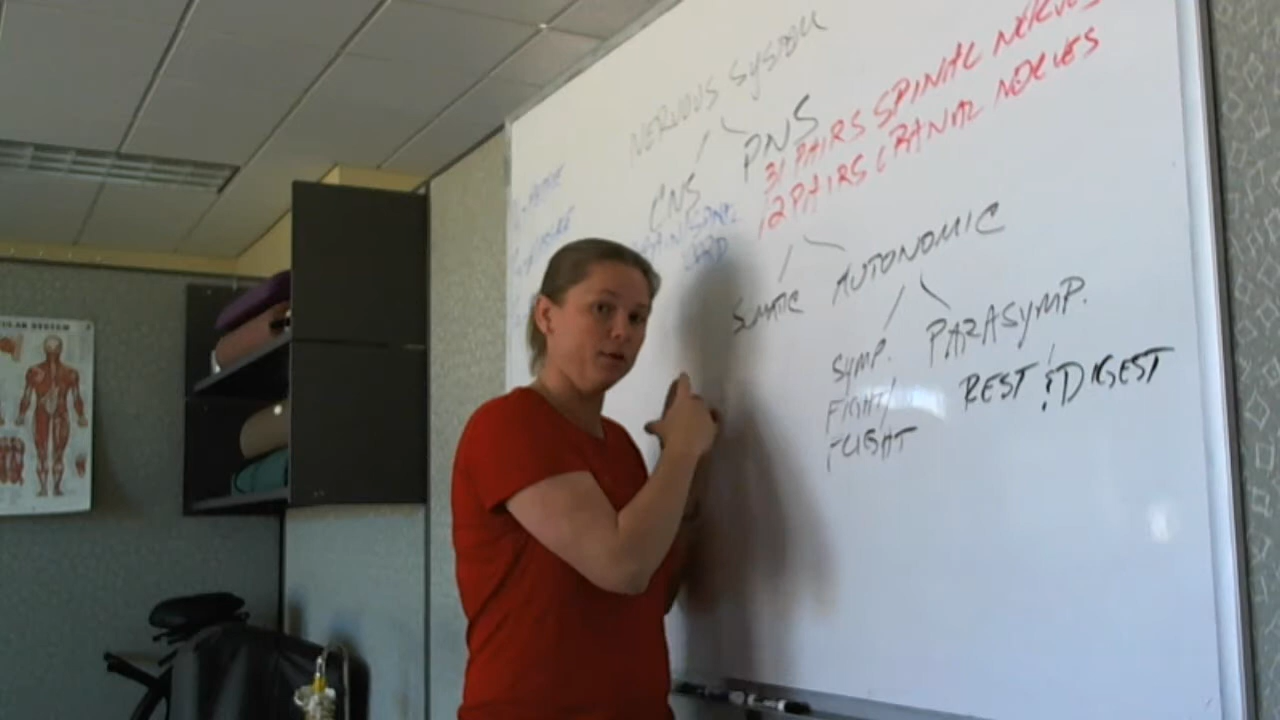 NERVOUS SYSTEM
CNS
PNS
31 PAIRS SPINAL NERVES
12 PAIRS CRANIAL NERVES
SOMATIC
AUTONOMIC
SYMP.
FIGHT/
FLIGHT
PARASYMP.
REST & DIGEST